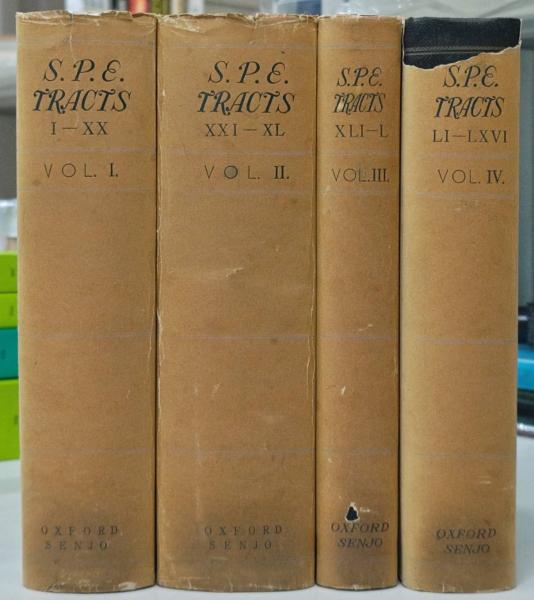 S.P.E.
TRACTS
I—XX
VOL. I.
OXFORD
SENJO
S.P.E.
TRACTS
XXI—XL
VOL. II.
OXFORD
SENJO
S.P.E.
TRACTS
XLI—L
VOL. III.
OXFORD
SENJO
S.P.E.
TRACTS
LI—LXVI
VOL. IV.
OXFORD
SENJO